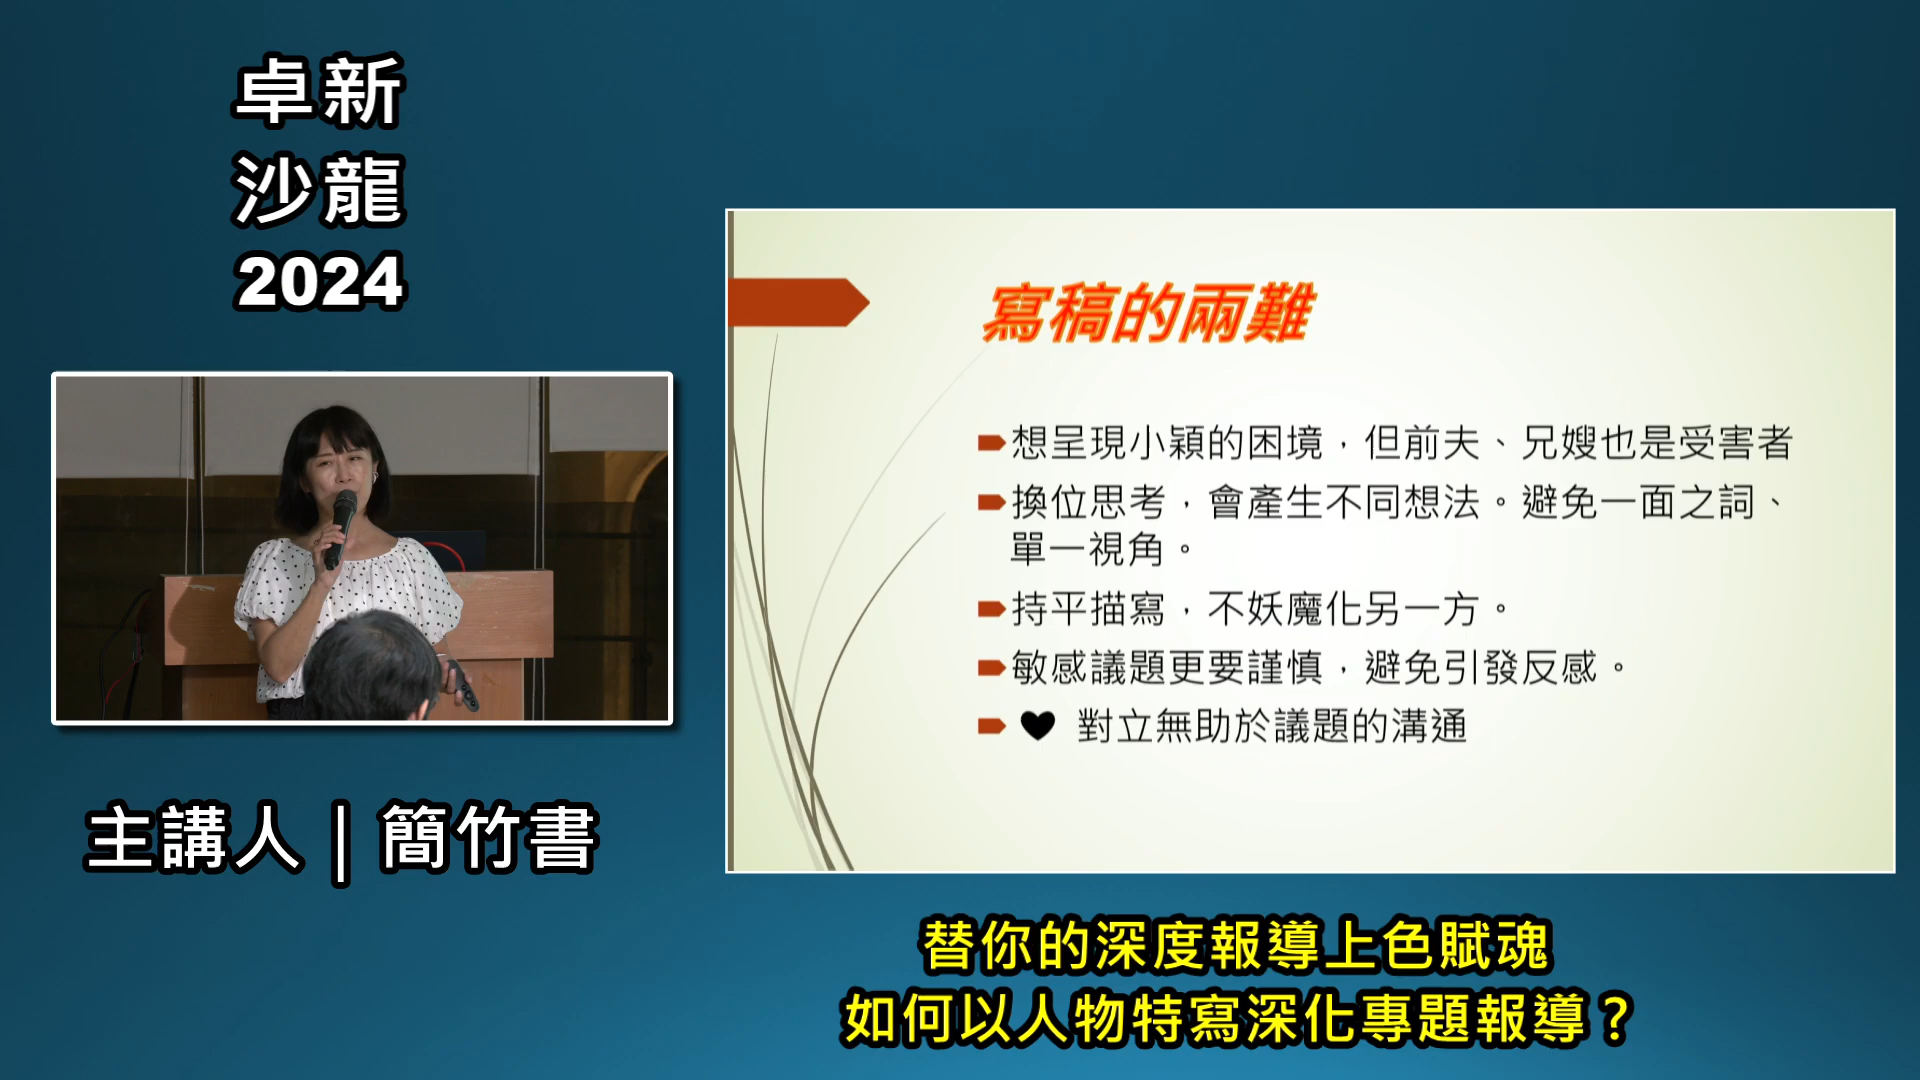 卓新
沙龍
2024
寫稿的兩難
想呈現小穎的困境，但前夫、兄嫂也是受害者
換位思考，會產生不同想法。避免一面之詞、
單一視角。
持平描寫，不妖魔化另一方。
敏感議題更要謹慎，避免引發反感。
♥ 對立無助於議題的溝通
主講人｜簡竹書
替你的深度報導上色賦魂
如何以人物特寫深化專題報導？